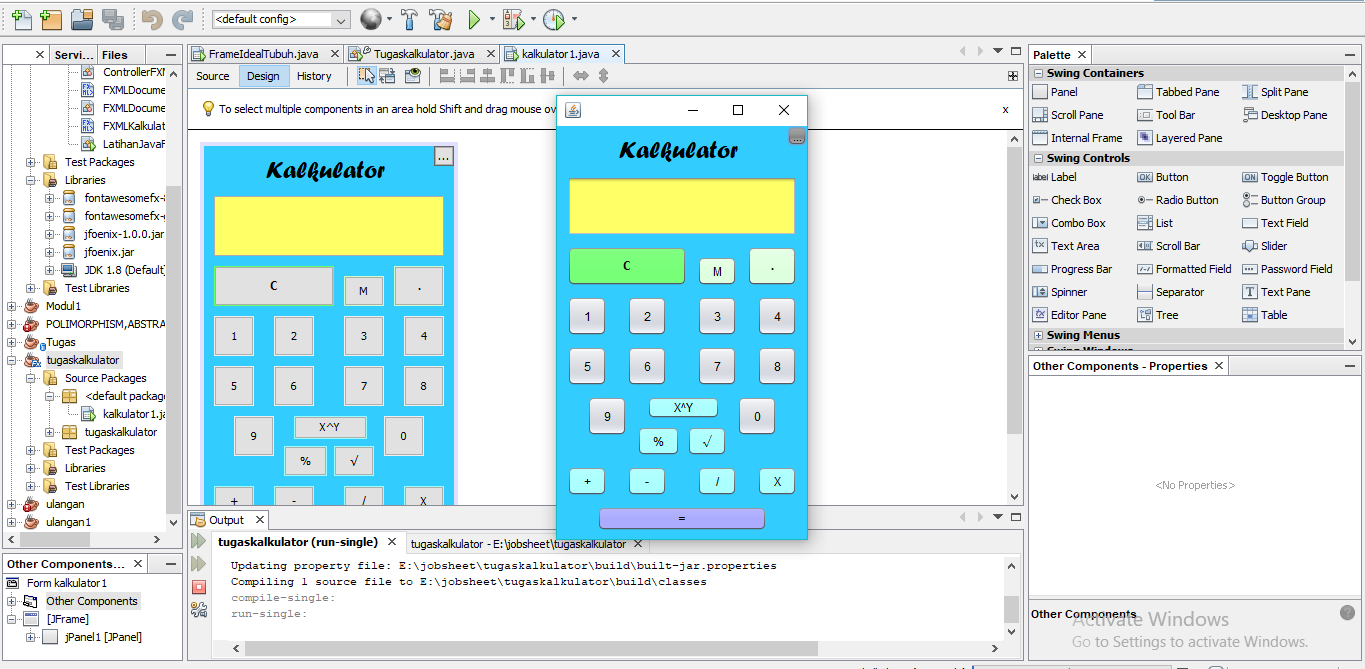 <default config>
Servi...
Files
FrameIdealTubuh.java
Tugaskalkulator.java
kalkulator1.java
Source
Design
History
To select multiple components in an area hold Shift and drag mouse ov
x
ControllerFXM
FXMLDocume
FXMLDocume
FXMLKalkulat
LatihanJavaF
Test Packages
Libraries
fontawesomefx-
fontawesomefx-
jfoenix-1.0.0.jar
jfoenix.jar
JDK 1.8 (Default)
Test Libraries
Modul1
POLIMORPHISM,ABSTRA
Tugas
tugaskalkulator
Source Packages
<default packag
kalkulator1.ja
tugaskalkulator
Test Packages
Libraries
Test Libraries
ulangan
ulangan1
Other Components...
Form kalkulator1
Other Components
[JFrame]
jPanel1 [JPanel]
...
Kalkulator
C
M
.
1
2
3
4
5
6
7
8
9
X^Y
0
%
√
+
-
/
X
...
Kalkulator
C
M
.
1
2
3
4
5
6
7
8
9
X^Y
0
%
√
+
-
/
X
=
Output
tugaskalkulator (run-single)
tugaskalkulator - E:\jobsheet\tugaskalkulator
Updating property file: E:\jobsheet\tugaskalkulator\build\built-jar.properties
Compiling 1 source file to E:\jobsheet\tugaskalkulator\build\classes
compile-single:
run-single:
Palette
Swing Containers
Panel
Tabbed Pane
Split Pane
Scroll Pane
Tool Bar
Desktop Pane
Internal Frame
Layered Pane
Swing Controls
label Label
OK Button
ON Toggle Button
Check Box
Radio Button
Button Group
Combo Box
List
Text Field
Text Area
Scroll Bar
Slider
Progress Bar
Formatted Field
Password Field
Spinner
Separator
Text Pane
Editor Pane
Tree
Table
Swing Menus
Swing Windows
Other Components - Properties
<No Properties>
Other Components
Activate Windows
Go to Settings to activate Windows.